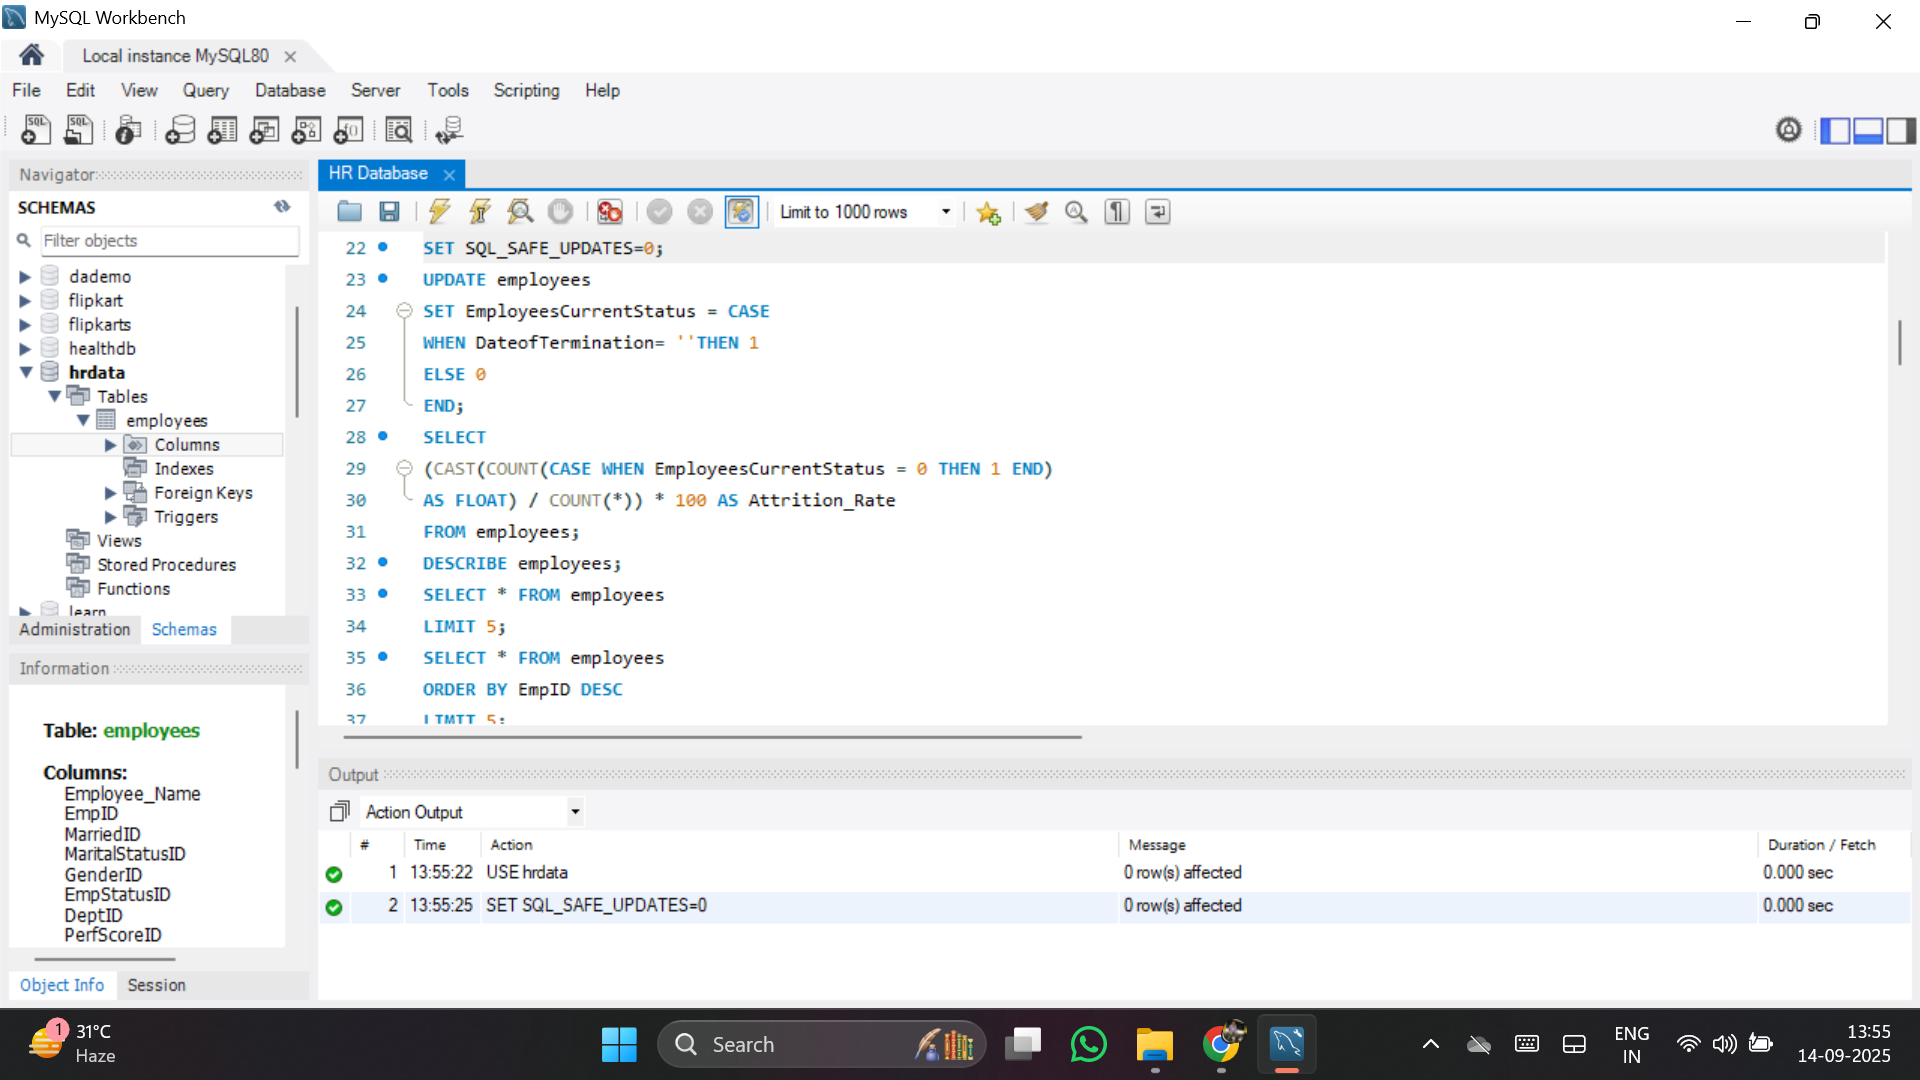 MySQL Workbench
Local instance MySQL80
File Edit View Query Database Server Tools Scripting Help
Navigator
SCHEMAS
Filter objects
dademo
flipkart
flipkarts
healthdb
hrdata
Tables
employees
Columns
Indexes
Foreign Keys
Triggers
Views
Stored Procedures
Functions
learn
Administration Schemas
Information
Table: employees
Columns:
Employee_Name
EmpID
MarriedID
MaritalStatusID
GenderID
EmpStatusID
DeptID
PerfScoreID
Object Info Session
HR Database
Limit to 1000 rows
22 SET SQL_SAFE_UPDATES=0;
23 UPDATE employees
24 SET EmployeesCurrentStatus = CASE
25 WHEN DateofTermination= ''THEN 1
26 ELSE 0
27 END;
28 SELECT
29 (CAST(COUNT(CASE WHEN EmployeesCurrentStatus = 0 THEN 1 END)
30 AS FLOAT) / COUNT(*)) * 100 AS Attrition_Rate
31 FROM employees;
32 DESCRIBE employees;
33 SELECT * FROM employees
34 LIMIT 5;
35 SELECT * FROM employees
36 ORDER BY EmpID DESC
37 LIMIT 5;
Output
Action Output
# Time Action Message Duration / Fetch
1 13:55:22 USE hrdata 0 row(s) affected 0.000 sec
2 13:55:25 SET SQL_SAFE_UPDATES=0 0 row(s) affected 0.000 sec
1 31°C
Haze
Search
ENG
IN
13:55
14-09-2025